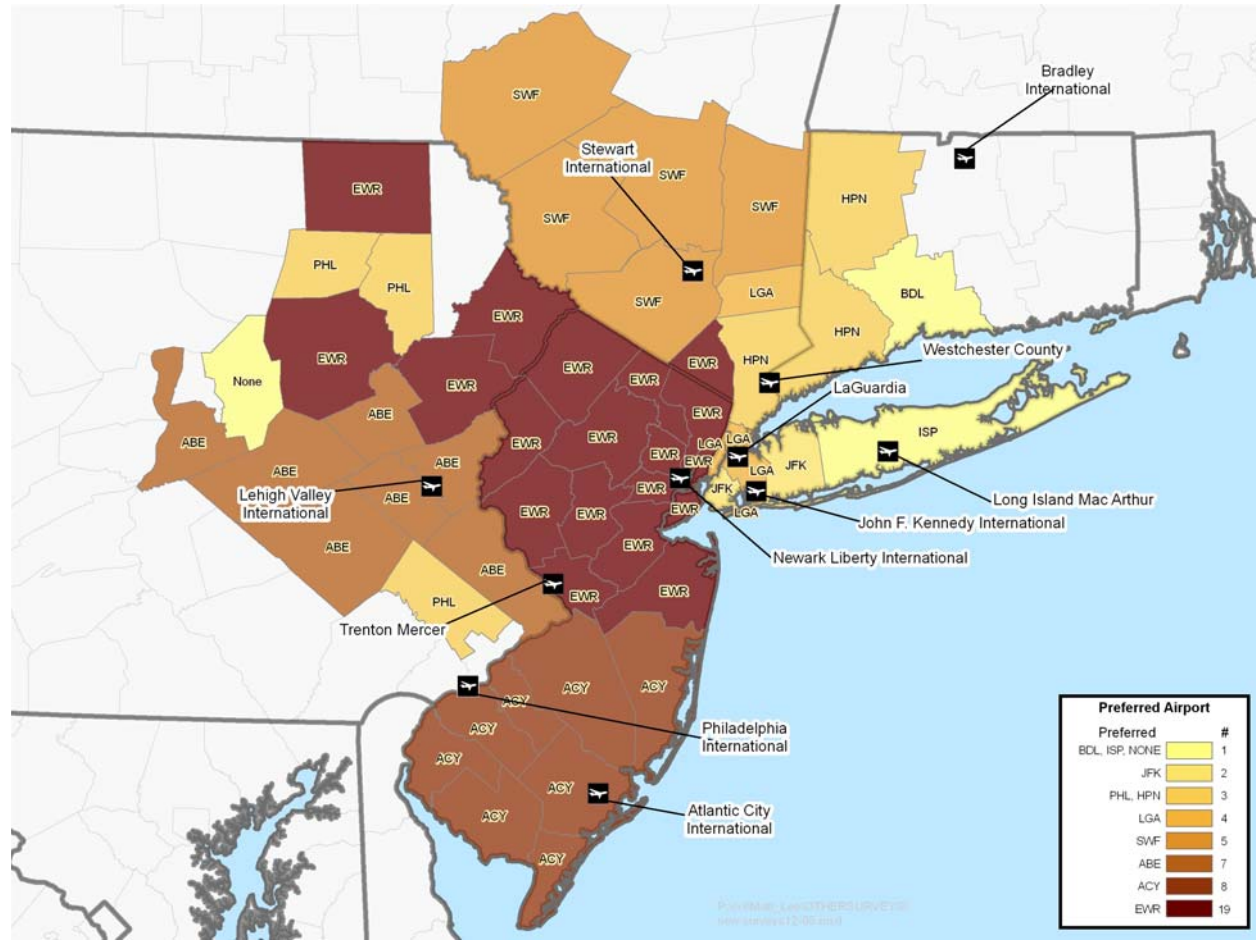 Bradley
International
SWF
Stewart
International
SWF
HPN
EWR
SWF
SWF
PHL
PHL
SWF
LGA
BDL
EWR
HPN
EWR
HPN
Westchester County
EWR
EWR
EWR
None
EWR
LaGuardia
EWR
ABE
EWR
EWR
LGA
LGA
ISP
ABE
ABE
ABE
EWR
EWR
LGA
JFK
Lehigh Valley
International
ABE
EWR
JFK
Long Island Mac Arthur
EWR
EWR
EWR
LGA
John F. Kennedy International
ABE
EWR
Newark Liberty International
ABE
EWR
PHL
Trenton Mercer
ACY
ACY
ACY
ACY
Philadelphia
International
ACY
ACY
ACY
Atlantic City
International
ACY
Preferred Airport
Preferred #
BDL, ISP, NONE 1
JFK 2
PHL, HPN 3
LGA 4
SWF 5
ABE 7
ACY 8
EWR 19